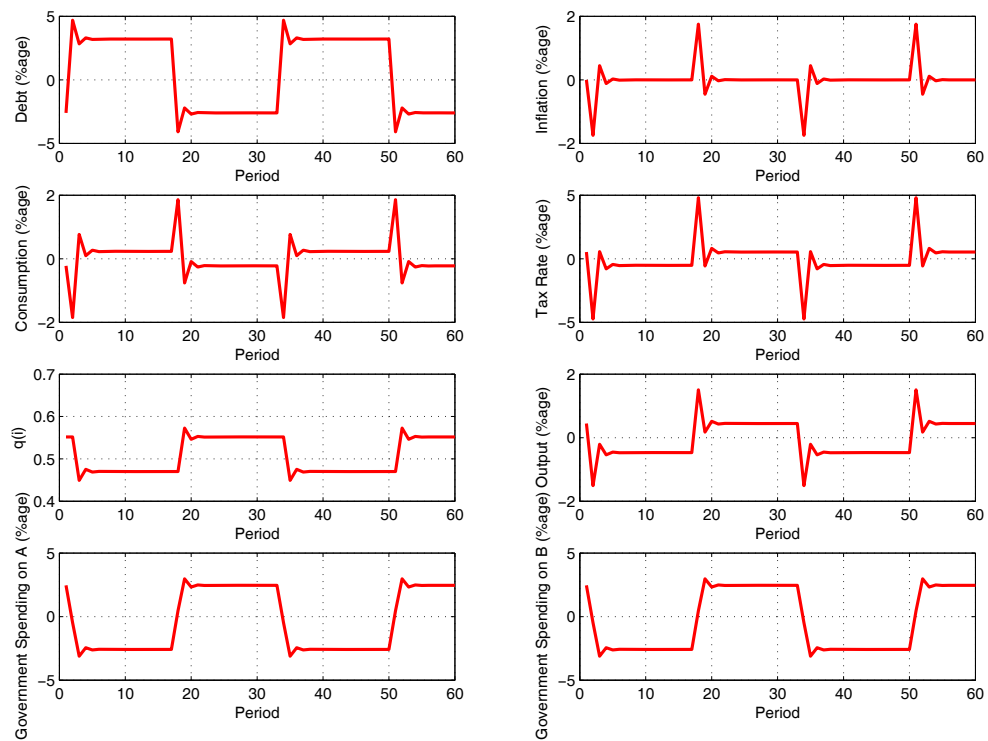 Debt (%age)
5
0
−5
0 10 20 30 40 50 60
Period
Inflation (%age)
2
0
−2
0 10 20 30 40 50 60
Period
Consumption (%age)
2
0
−2
0 10 20 30 40 50 60
Period
Tax Rate (%age)
5
0
−5
0 10 20 30 40 50 60
Period
q(i)
0.7
0.6
0.5
0.4
0 10 20 30 40 50 60
Period
Output (%age)
2
0
−2
0 10 20 30 40 50 60
Period
Government Spending on A (%age)
5
0
−5
0 10 20 30 40 50 60
Period
Government Spending on B (%age)
5
0
−5
0 10 20 30 40 50 60
Period